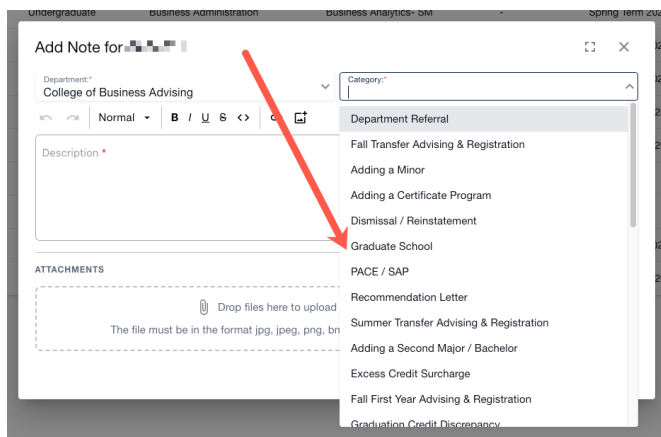 Undergraduate Business Administration Business Analytics- SM - Spring Term
Add Note for
Department:*
College of Business Advising
Category:*
Normal B I U S <>
Description *
ATTACHMENTS
Drop files here to upload
The file must be in the format jpg, jpeg, png,
Department Referral
Fall Transfer Advising & Registration
Adding a Minor
Adding a Certificate Program
Dismissal / Reinstatement
Graduate School
PACE / SAP
Recommendation Letter
Summer Transfer Advising & Registration
Adding a Second Major / Bachelor
Excess Credit Surcharge
Fall First Year Advising & Registration
Graduation Credit Discrepancy